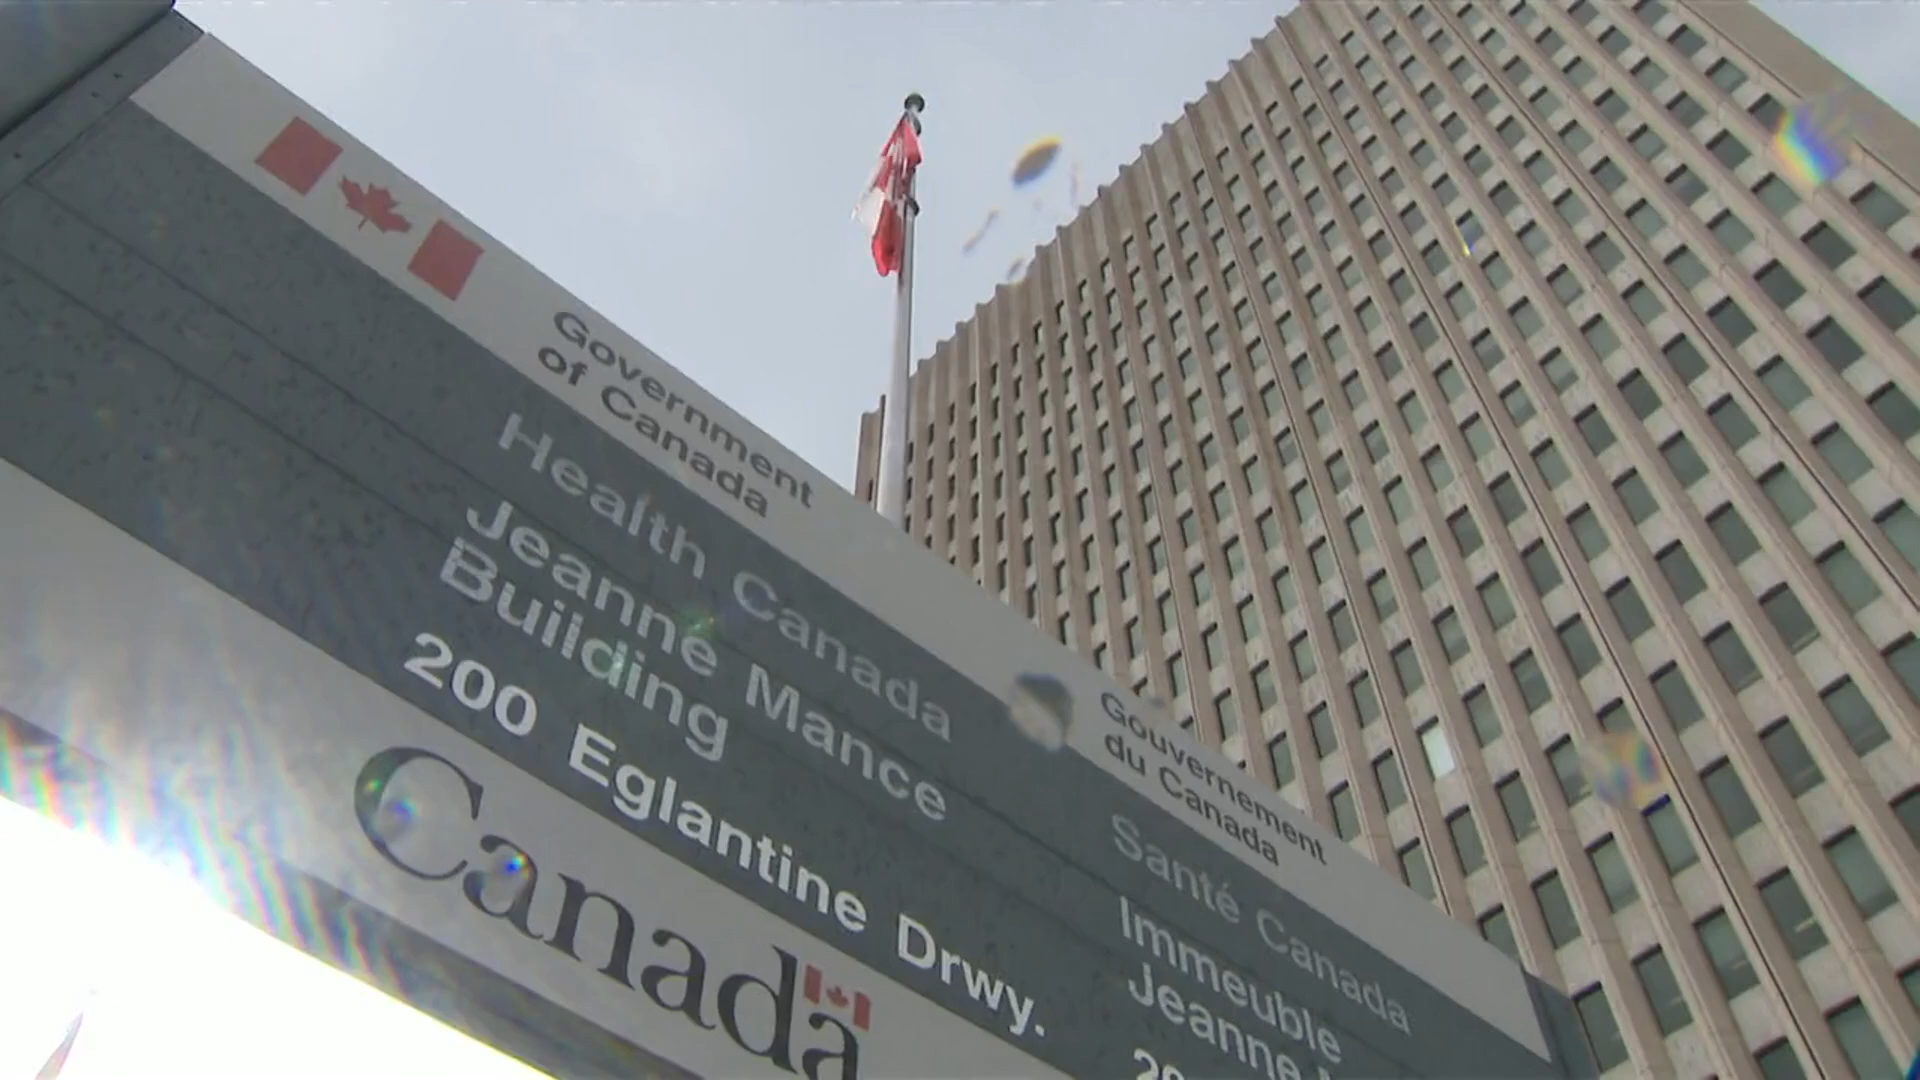 Government
of Canada
Health Canada
Jeanne Mance
Building
200 Eglantine Drwy.
Canada
Gouvernement
du Canada
Santé Canada
Immeuble
Jeanne